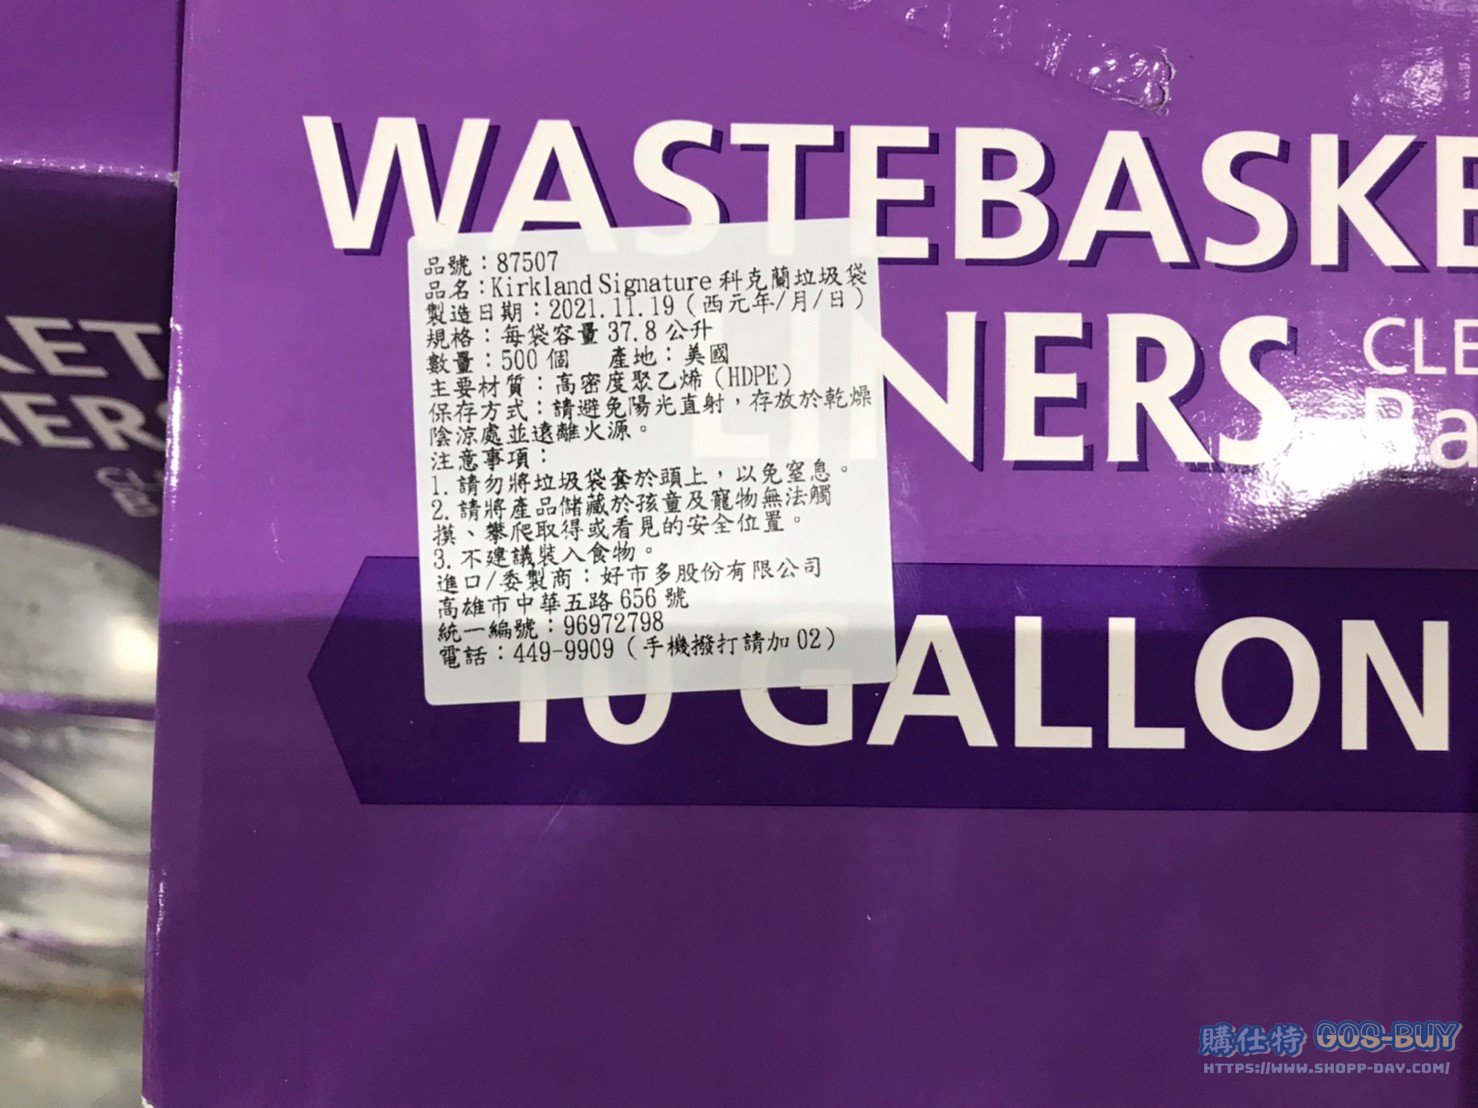 WASTEBASKE
LINERS
CLE
Ba
品號：87507
品名：Kirkland Signature 科克蘭垃圾袋
製造日期：2021.11.19（西元年/月/日）
規格：每袋容量 37.8 公升
數量：500 個 產地：美國
主要材質：高密度聚乙烯（HDPE）
保存方式：請避免陽光直射，存放於乾燥
陰涼處並遠離火源。
注意事項：
1. 請勿將垃圾袋套於頭上，以免窒息。
2. 請將產品儲藏於孩童及寵物無法觸
摸、攀爬取得或看見的安全位置。
3. 不建議裝入食物。
進口/委製商：好市多股份有限公司
高雄市中華五路 656 號
統一編號：96972798
電話：449-9909（手機撥打請加 02）
10 GALLON
KET
NERS
購仕特 GOS-BUY
HTTPS://WWW.SHOPP-DAY.COM/